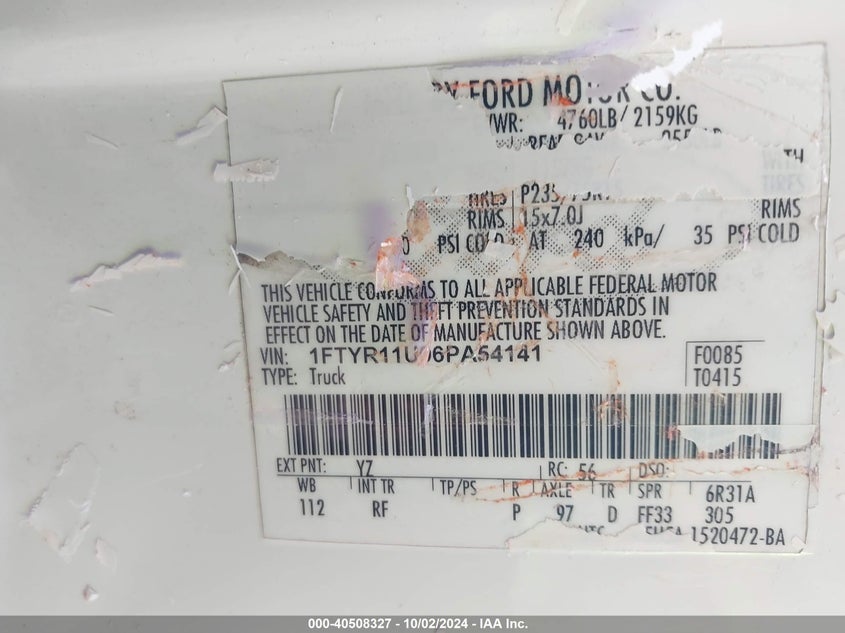 FORD MOTOR CO.
WR: 4760LB/ 2159KG
TH
P235/
RIMS 15x7.0J RIMS
PSI COLD AT 240 kPa/ 35 PSI COLD
THIS VEHICLE CONFORMS TO ALL APPLICABLE FEDERAL MOTOR
VEHICLE SAFETY AND THEFT PREVENTION STANDARDS IN
EFFECT ON THE DATE OF MANUFACTURE SHOWN ABOVE.
VIN: 1FTYR11U06PA54141 F0085
TYPE: Truck T0415
EXT PNT: YZ RC: 56 DSO:
WB INT TR TP/PS R AXLE TR SPR 6R31A
112 RF P 97 D FF33 305
1520472-BA
000-40508327 - 10/02/2024 - IAA Inc.